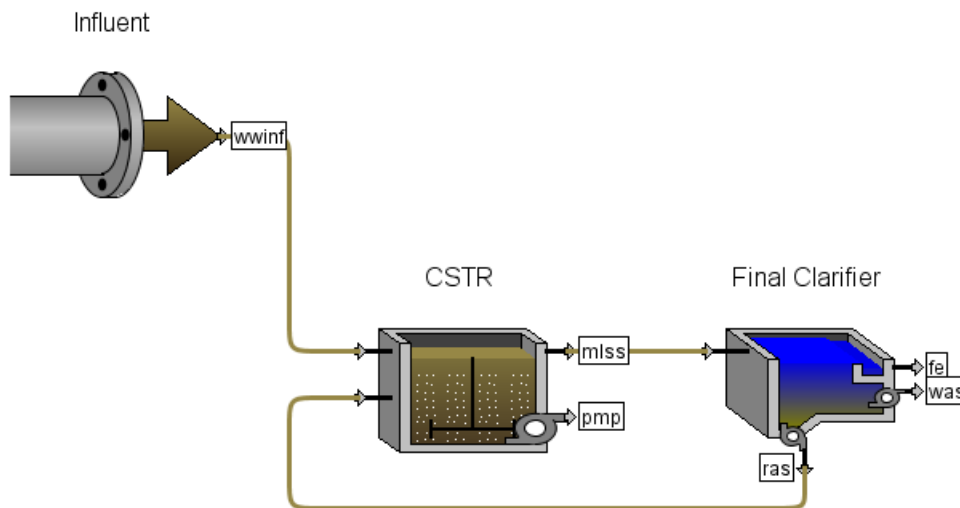 Influent
wwinf
CSTR
Final Clarifier
mlss
fe
was
pmp
ras